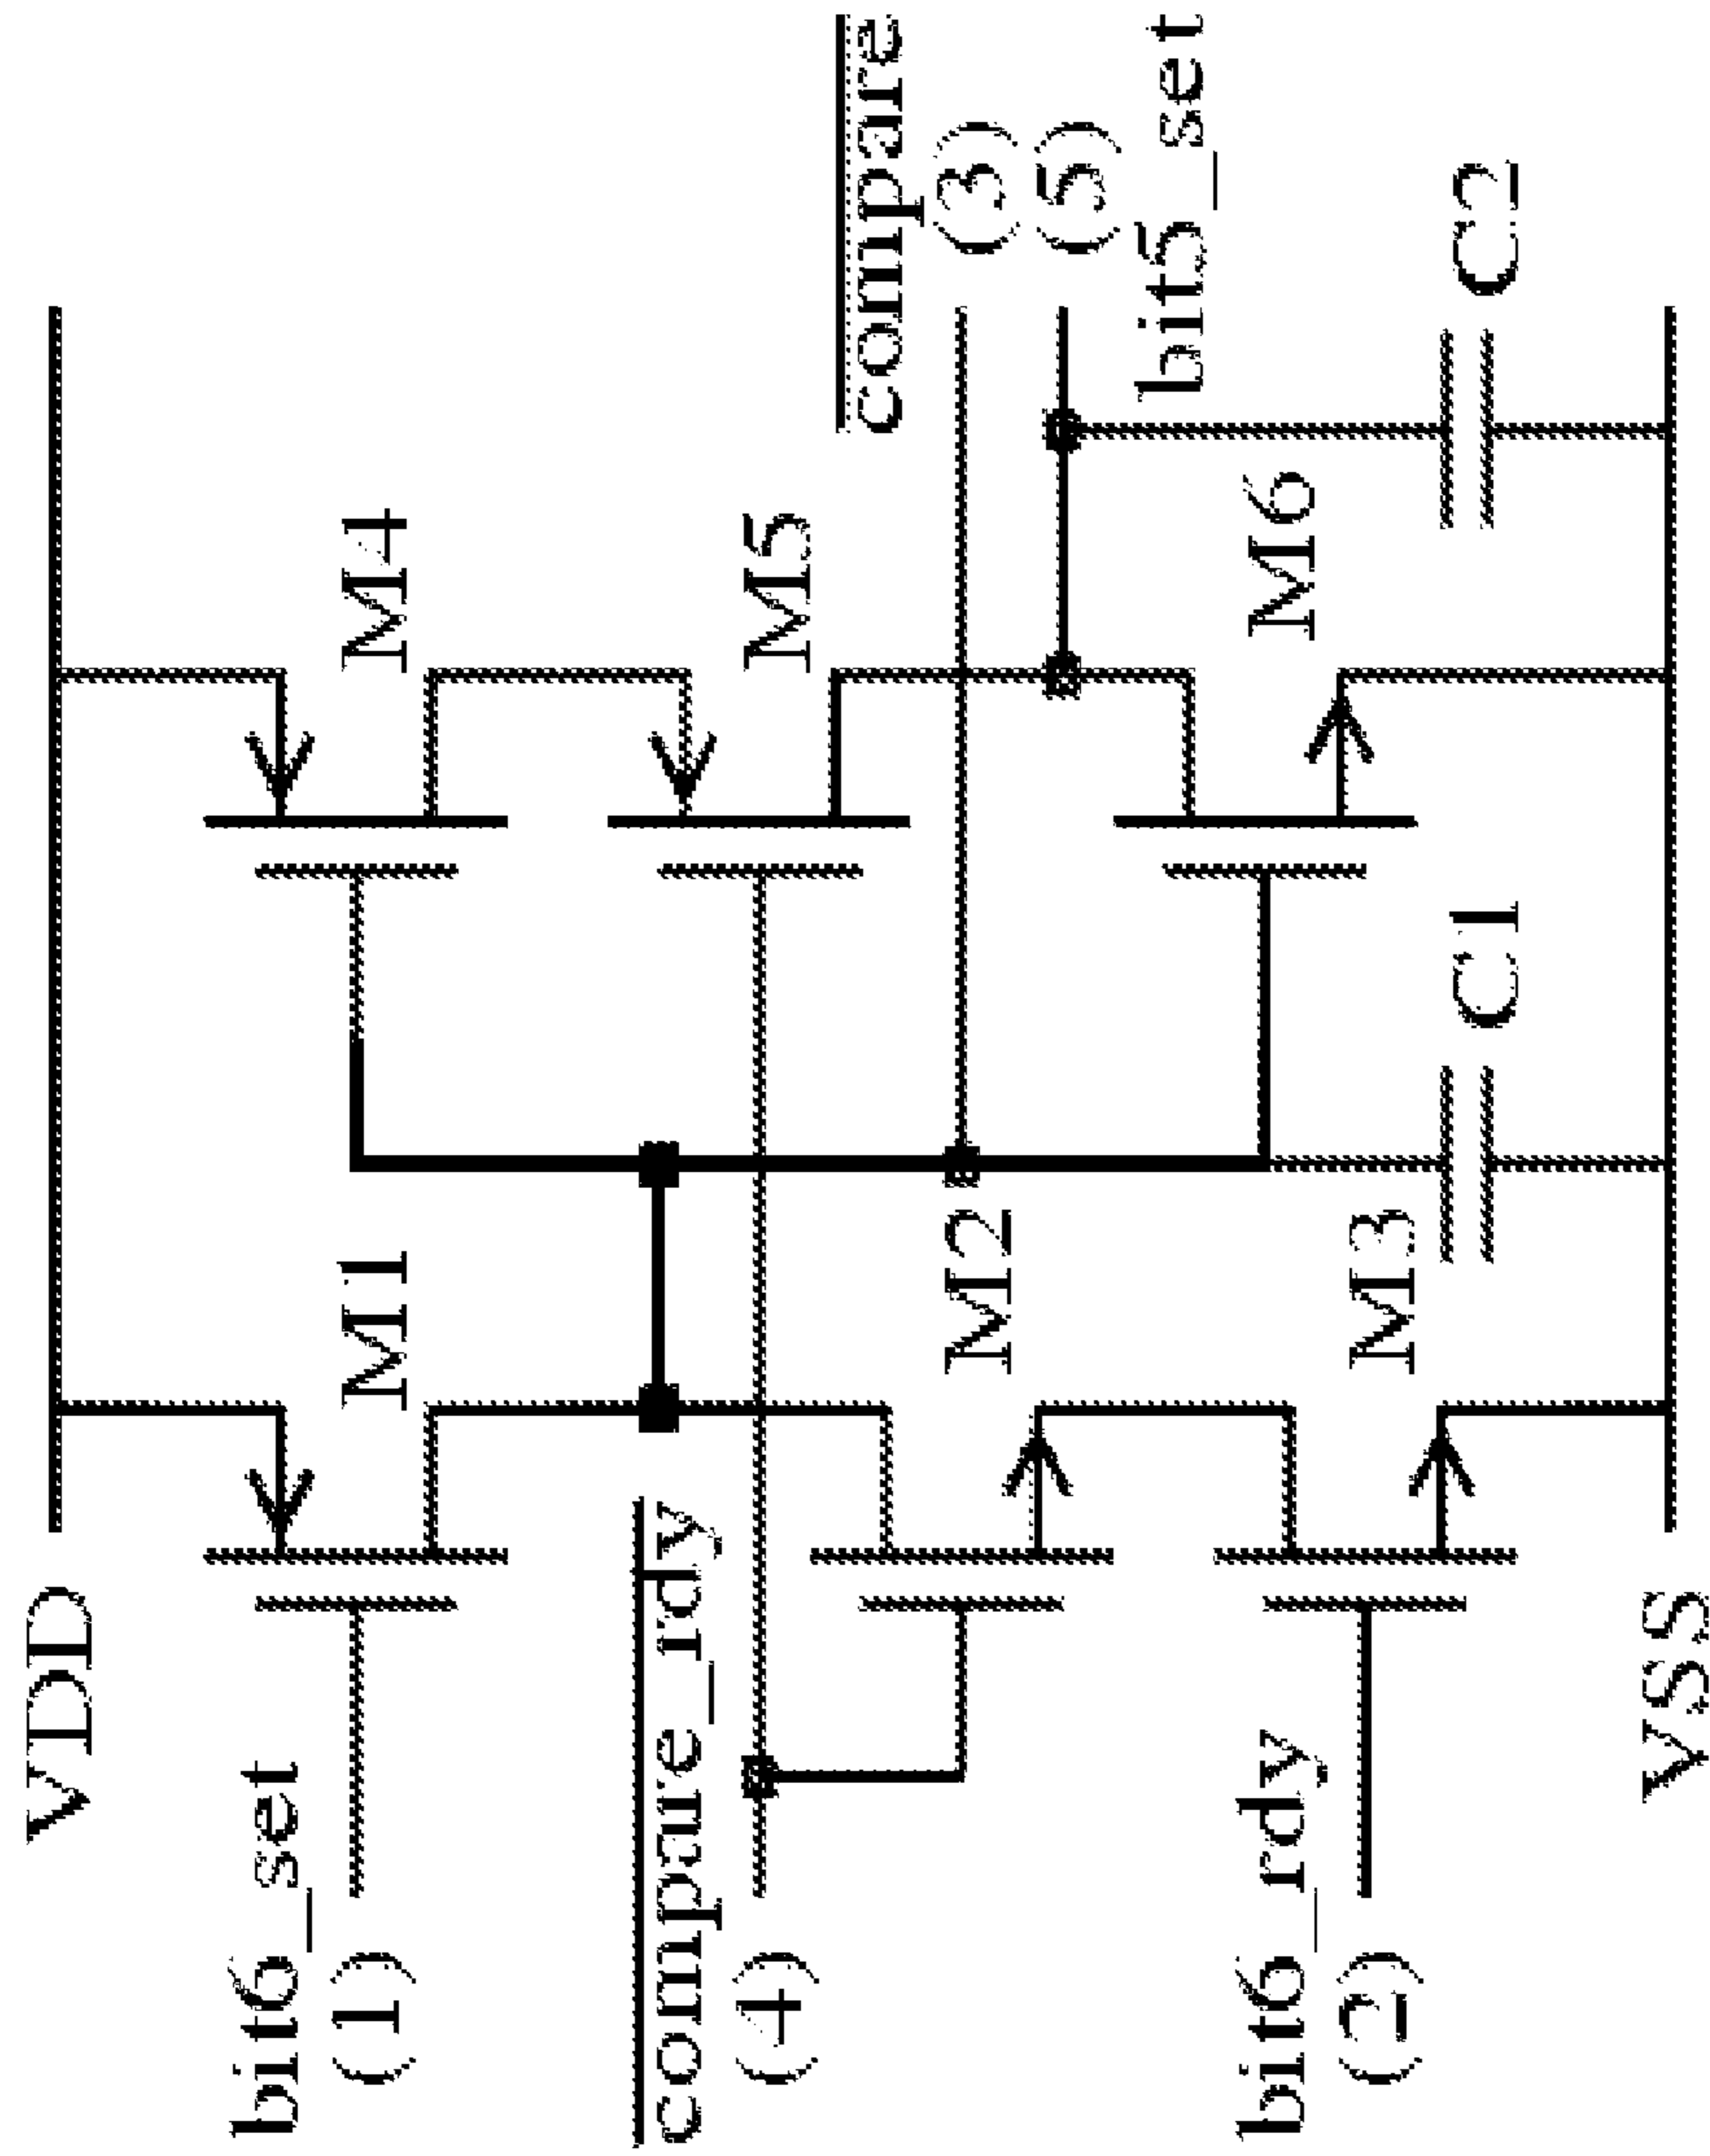 VDD
bit6_set
(1)
M1
M4
compare_rdy
(4)
M5
compare
M2
(3)
(5)
bit5_set
bit6_rdy
M6
(2)
M3
C1
C2
VSS